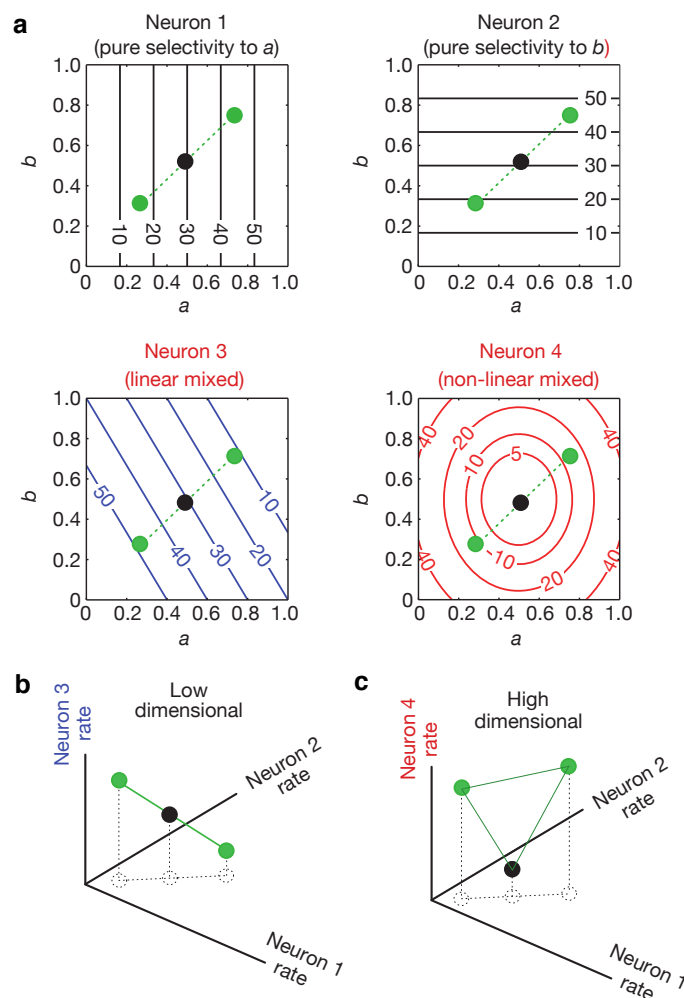 a
Neuron 1
(pure selectivity to a)
1.0
0.8
0.6
b
0.4
0.2
0
10
20
30
40
50
0 0.2 0.4 0.6 0.8 1.0
a
Neuron 2
(pure selectivity to b)
1.0
0.8
0.6
b
0.4
0.2
0
50
40
30
20
10
0 0.2 0.4 0.6 0.8 1.0
a
Neuron 3
(linear mixed)
1.0
0.8
0.6
b
0.4
0.2
0
50
40
30
20
10
0 0.2 0.4 0.6 0.8 1.0
a
Neuron 4
(non-linear mixed)
1.0
0.8
0.6
b
0.4
0.2
0
40
20
10
5
40
40
-10
20
40
0 0.2 0.4 0.6 0.8 1.0
a
b
Low
dimensional
Neuron 3
rate
Neuron 2
rate
Neuron 1
rate
c
High
dimensional
Neuron 4
rate
Neuron 2
rate
Neuron 1
rate